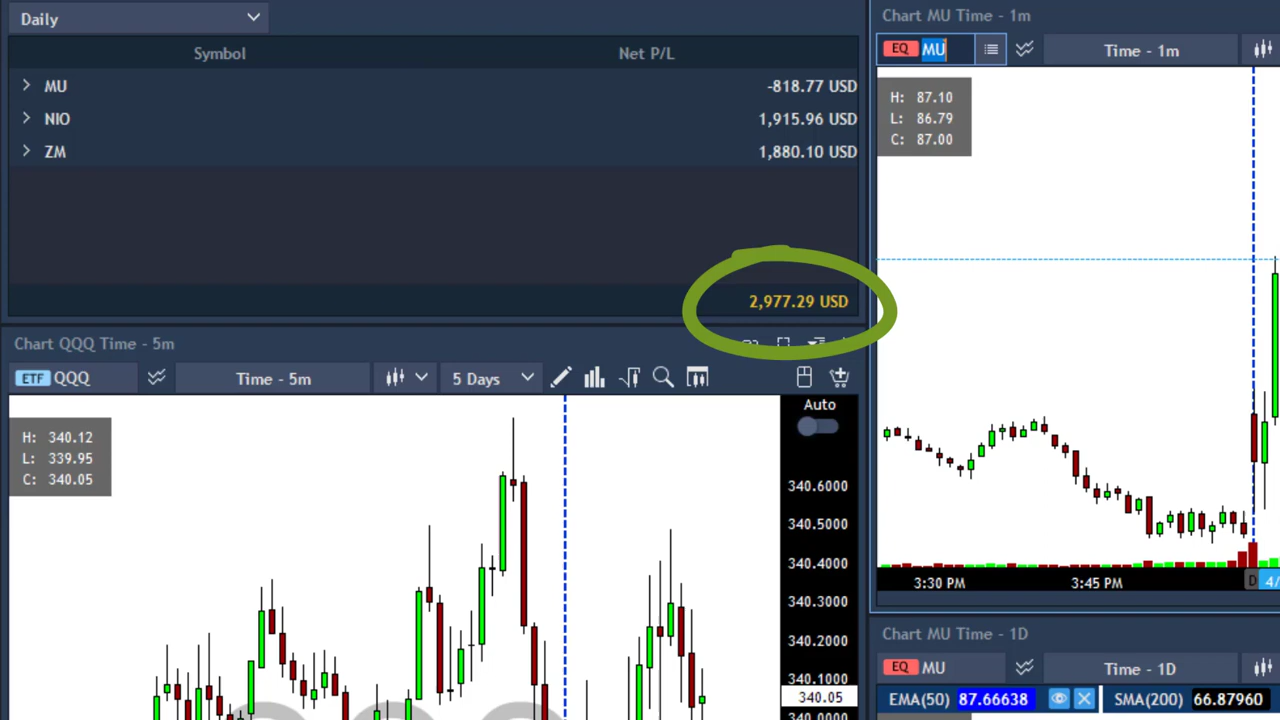 Daily
Symbol Net P/L
MU -818.77 USD
NIO 1,915.96 USD
ZM 1,880.10 USD
2,977.29 USD
Chart QQQ Time - 5m
ETF QQQ Time - 5m 5 Days
H: 340.12
L: 339.95
C: 340.05
Auto
340.6000
340.5000
340.4000
340.3000
340.2000
340.1000
340.05
340.0000
Chart MU Time - 1m
EQ MU Time - 1m
H: 87.10
L: 86.79
C: 87.00
3:30 PM 3:45 PM D 4/
Chart MU Time - 1D
EQ MU Time - 1D
EMA(50) 87.66638 SMA(200) 66.87960